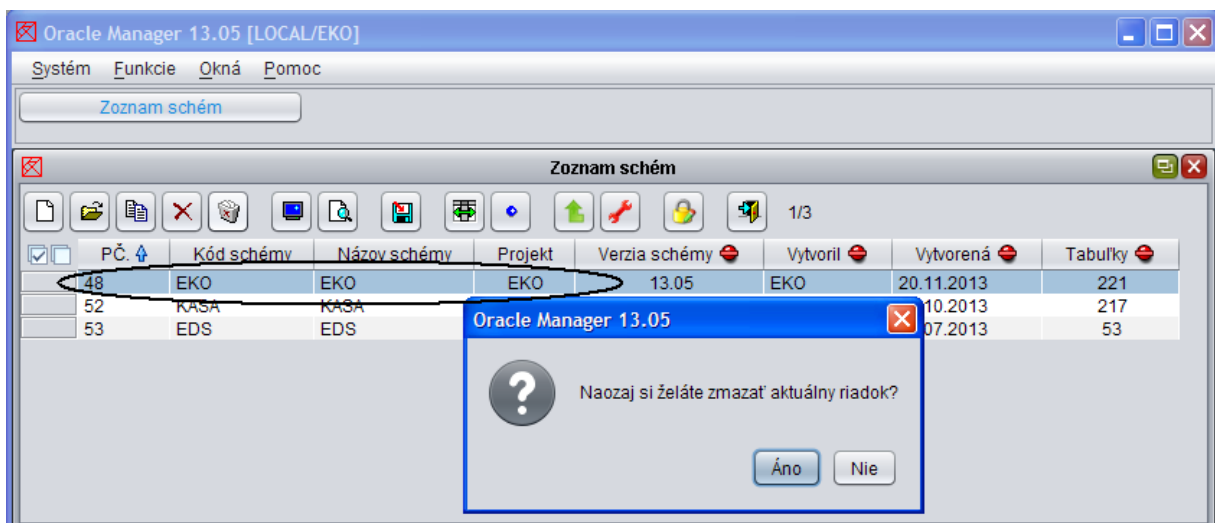 Oracle Manager 13.05 [LOCAL/EKO]
Systém Funkcie Okná Pomoc
Zoznam schém
Zoznam schém
1/3
PČ. Kód schémy Názov schémy Projekt Verzia schémy Vytvoril Vytvorená Tabuľky
48 EKO EKO EKO 13.05 EKO 20.11.2013 221
52 KASA KASA .10.2013 217
53 EDS EDS .07.2013 53
Oracle Manager 13.05
Naozaj si želáte zmazať aktuálny riadok?
Áno Nie